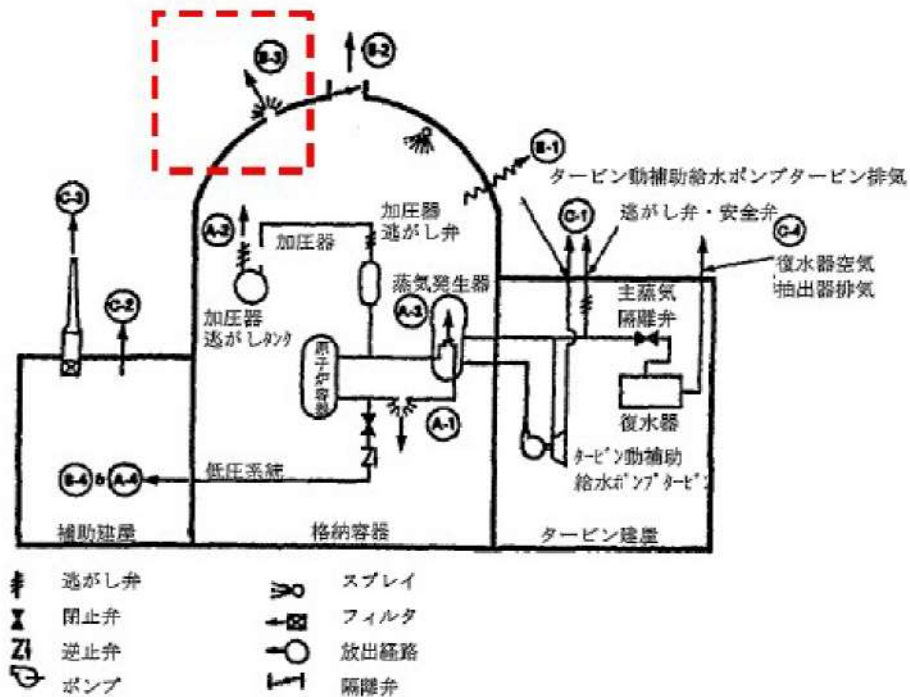 B-3
B-2
B-1
タービン動補助給水ポンプタービン排気
C-3
A-2
加圧器
加圧器
逃がし弁
C-1
逃がし弁・安全弁
C-4
復水器空気
抽出器排気
C-2
加圧器
逃がしタンク
蒸気発生器
A-3
主蒸気
隔離弁
原子炉容器
A-1
復水器
B-4 & A-4
低圧系統
タービン動補助
給水ポンプタービン
補助建屋
格納容器
タービン建屋
逃がし弁
スプレイ
閉止弁
フィルタ
逆止弁
放出経路
ポンプ
隔離弁